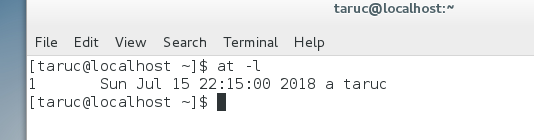 taruc@localhost:~
File Edit View Search Terminal Help
[taruc@localhost ~]$ at -l
1       Sun Jul 15 22:15:00 2018 a taruc
[taruc@localhost ~]$